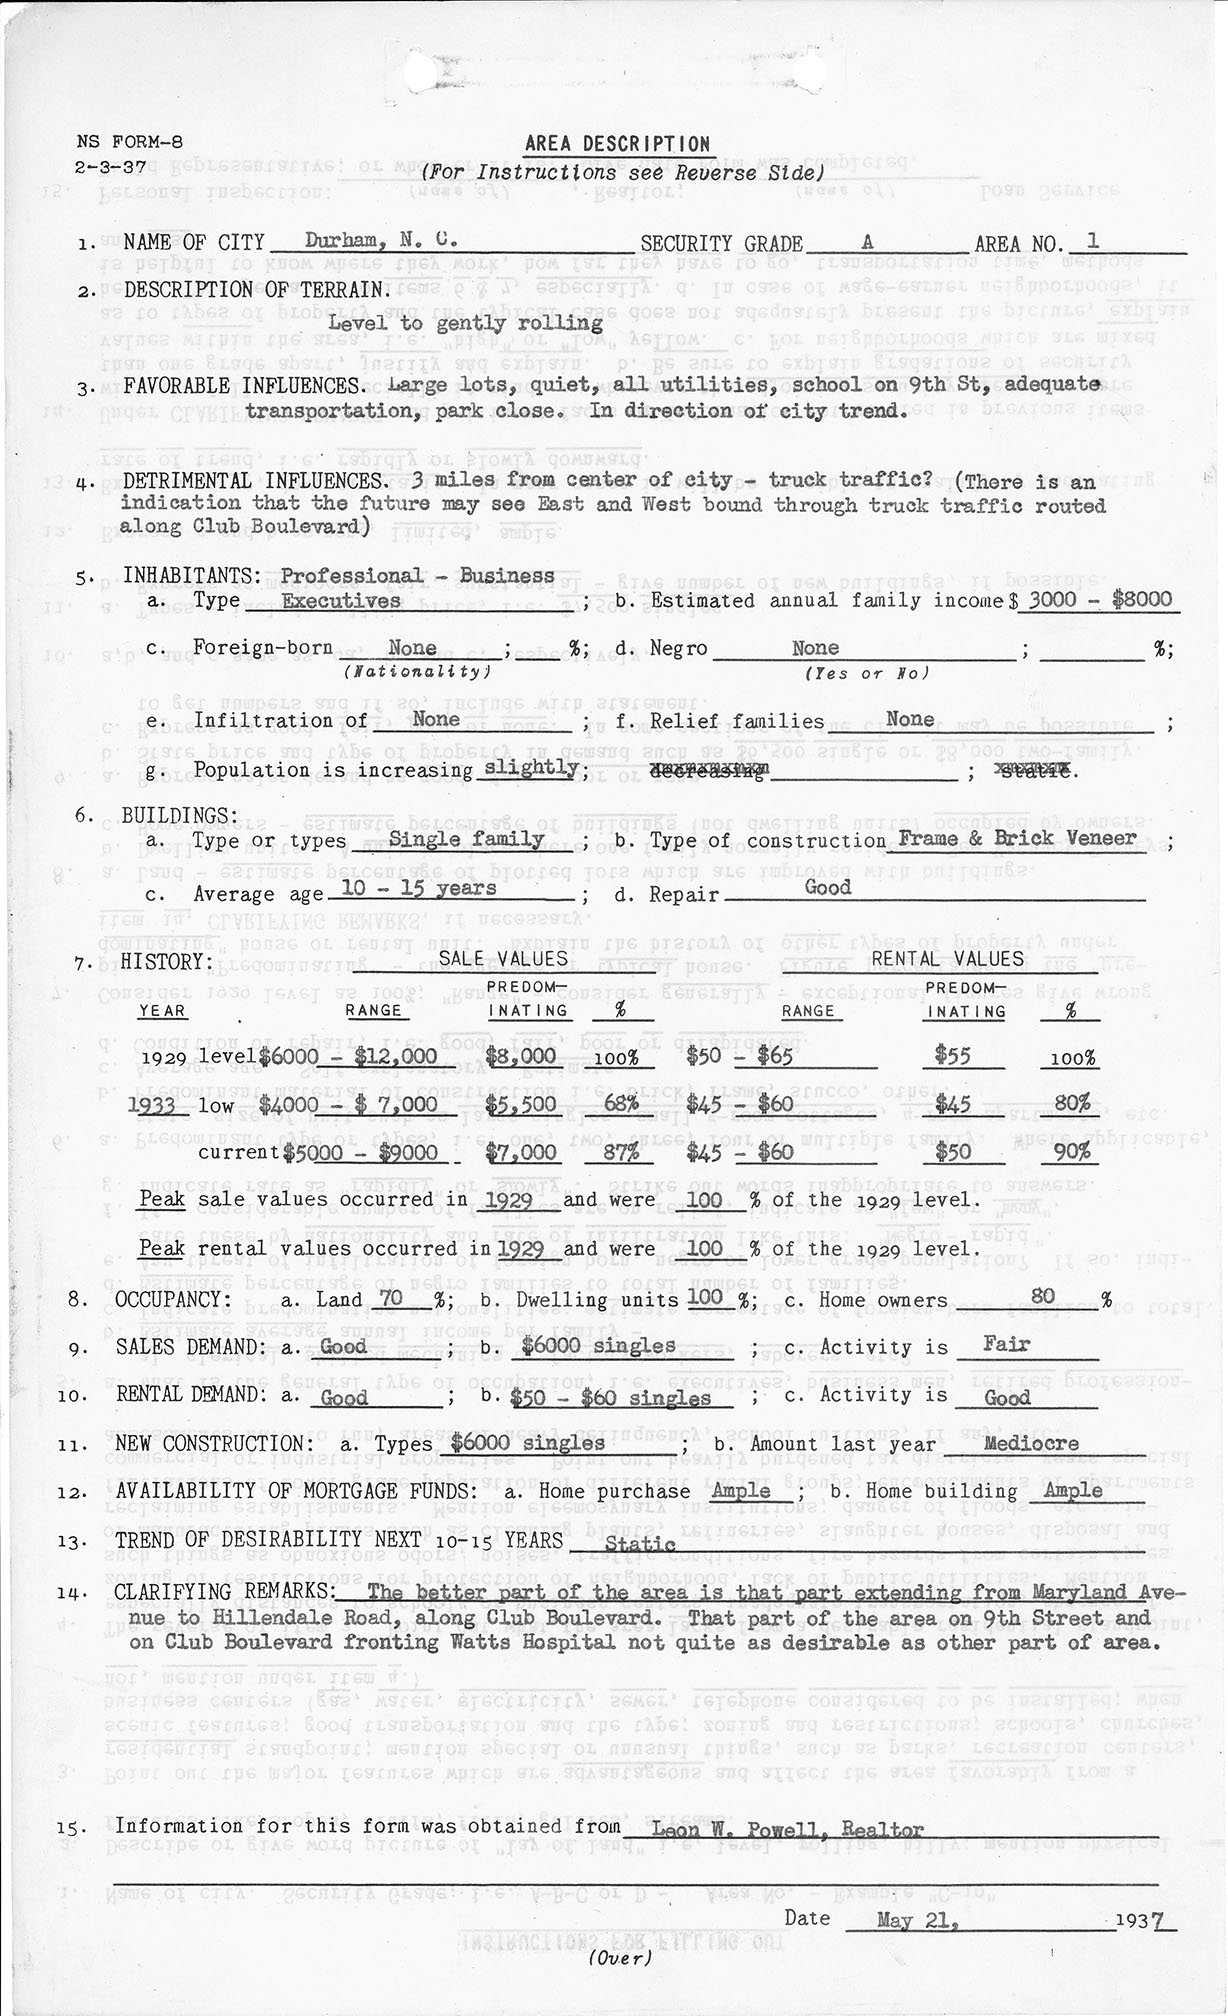 NS FORM-8
2-3-37
AREA DESCRIPTION
(For Instructions see Reverse Side)
1. NAME OF CITY Durham, N. C. SECURITY GRADE A AREA NO. 1
2. DESCRIPTION OF TERRAIN.
Level to gently rolling
3. FAVORABLE INFLUENCES. Large lots, quiet, all utilities, school on 9th St, adequate
transportation, park close. In direction of city trend.
4. DETRIMENTAL INFLUENCES. 3 miles from center of city - truck traffic? (There is an
indication that the future may see East and West bound through truck traffic routed
along Club Boulevard)
5. INHABITANTS: Professional - Business
a. Type Executives ; b. Estimated annual family income $ 3000 - $8000
c. Foreign-born None ; %; d. Negro None ; %;
(Nationality) (Yes or No)
e. Infiltration of None ; f. Relief families None ;
g. Population is increasing slightly; decreasing ; static.
6. BUILDINGS:
a. Type or types Single family ; b. Type of construction Frame & Brick Veneer ;
c. Average age 10 - 15 years ; d. Repair Good
7. HISTORY: SALE VALUES RENTAL VALUES
PREDOM- PREDOM-
YEAR RANGE INATING % RANGE INATING %
1929 level $6000 - $12,000 $8,000 100% $50 - $65 $55 100%
1933 low $4000 - $ 7,000 $5,500 68% $45 - $60 $45 80%
current $5000 - $9000 $7,000 87% $45 - $60 $50 90%
Peak sale values occurred in 1929 and were 100 % of the 1929 level.
Peak rental values occurred in 1929 and were 100 % of the 1929 level.
8. OCCUPANCY: a. Land 70 %; b. Dwelling units 100 %; c. Home owners 80 %
9. SALES DEMAND: a. Good ; b. $6000 singles ; c. Activity is Fair
10. RENTAL DEMAND: a. Good ; b. $50 - $60 singles ; c. Activity is Good
11. NEW CONSTRUCTION: a. Types $6000 singles ; b. Amount last year Mediocre
12. AVAILABILITY OF MORTGAGE FUNDS: a. Home purchase Ample ; b. Home building Ample
13. TREND OF DESIRABILITY NEXT 10-15 YEARS Static
14. CLARIFYING REMARKS: The better part of the area is that part extending from Maryland Ave-
nue to Hillendale Road, along Club Boulevard. That part of the area on 9th Street and
on Club Boulevard fronting Watts Hospital not quite as desirable as other part of area.
15. Information for this form was obtained from Leon W. Powell, Realtor
Date May 21, 1937
(Over)